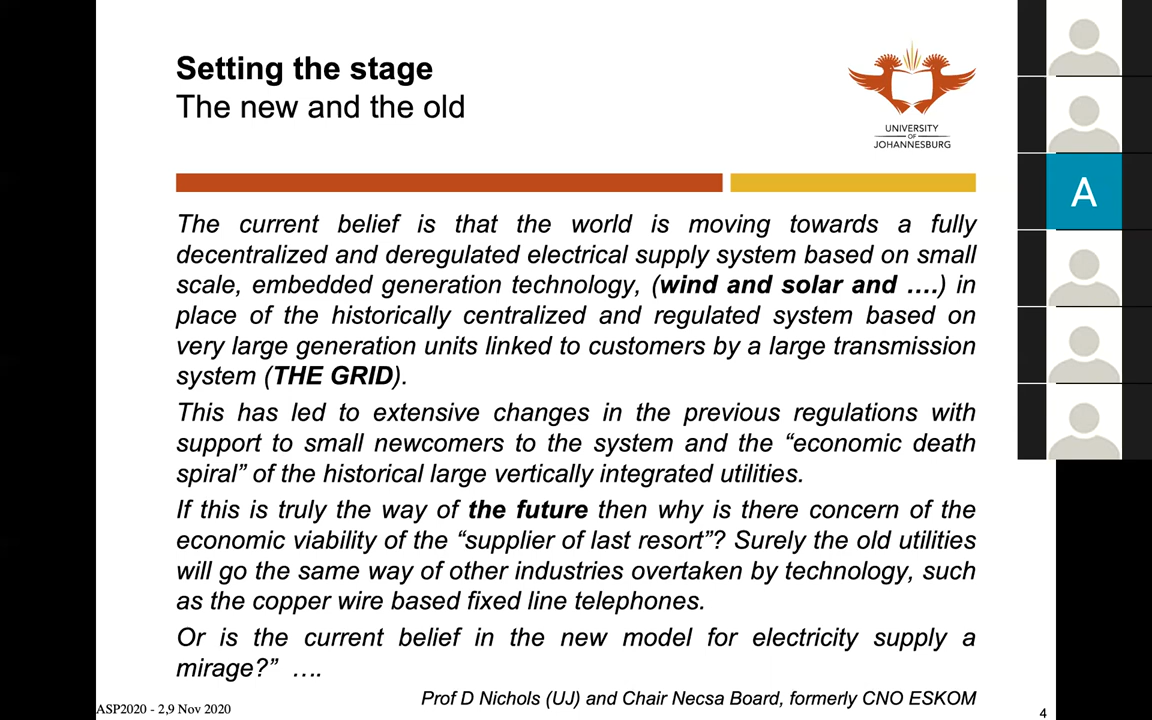 Setting the stage
The new and the old
UNIVERSITY
OF
JOHANNESBURG
A
The current belief is that the world is moving towards a fully
decentralized and deregulated electrical supply system based on small
scale, embedded generation technology, (wind and solar and ….) in
place of the historically centralized and regulated system based on
very large generation units linked to customers by a large transmission
system (THE GRID).
This has led to extensive changes in the previous regulations with
support to small newcomers to the system and the “economic death
spiral” of the historical large vertically integrated utilities.
If this is truly the way of the future then why is there concern of the
economic viability of the “supplier of last resort”? Surely the old utilities
will go the same way of other industries overtaken by technology, such
as the copper wire based fixed line telephones.
Or is the current belief in the new model for electricity supply a
mirage?” ….
Prof D Nichols (UJ) and Chair Necsa Board, formerly CNO ESKOM
ASP2020 - 2,9 Nov 2020
4